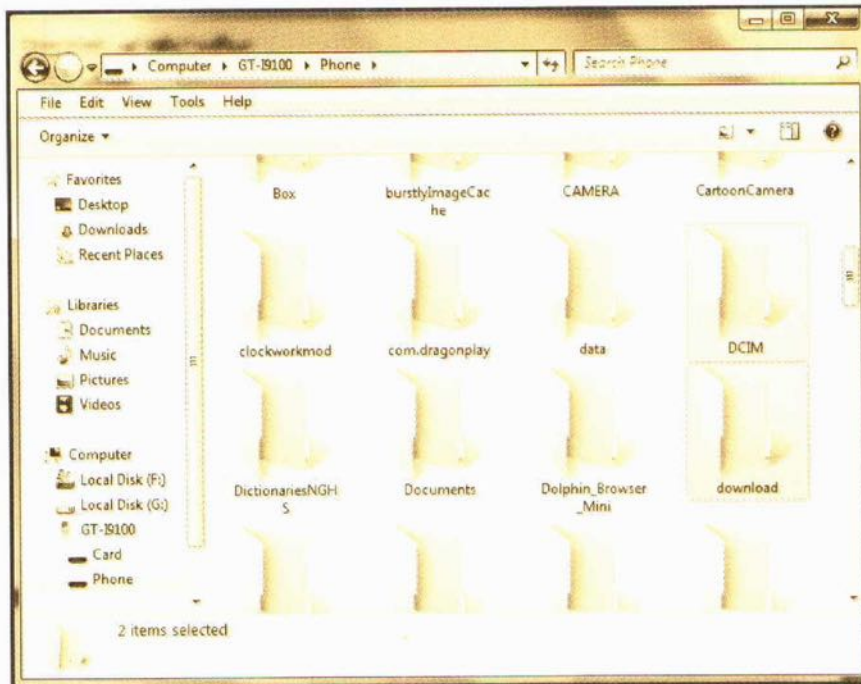 Computer GT-I9100 Phone
Search Phone
File Edit View Tools Help
Organize
Favorites
Desktop
Downloads
Recent Places
Libraries
Documents
Music
Pictures
Videos
Computer
Local Disk (F:)
Local Disk (G:)
GT-I9100
Card
Phone
Box
burstlyImageCac
he
CAMERA
CartoonCamera
clockworkmod
com.dragonplay
data
DCIM
DictionariesNGH
S
Documents
Dolphin_Browser
_Mini
download
2 items selected